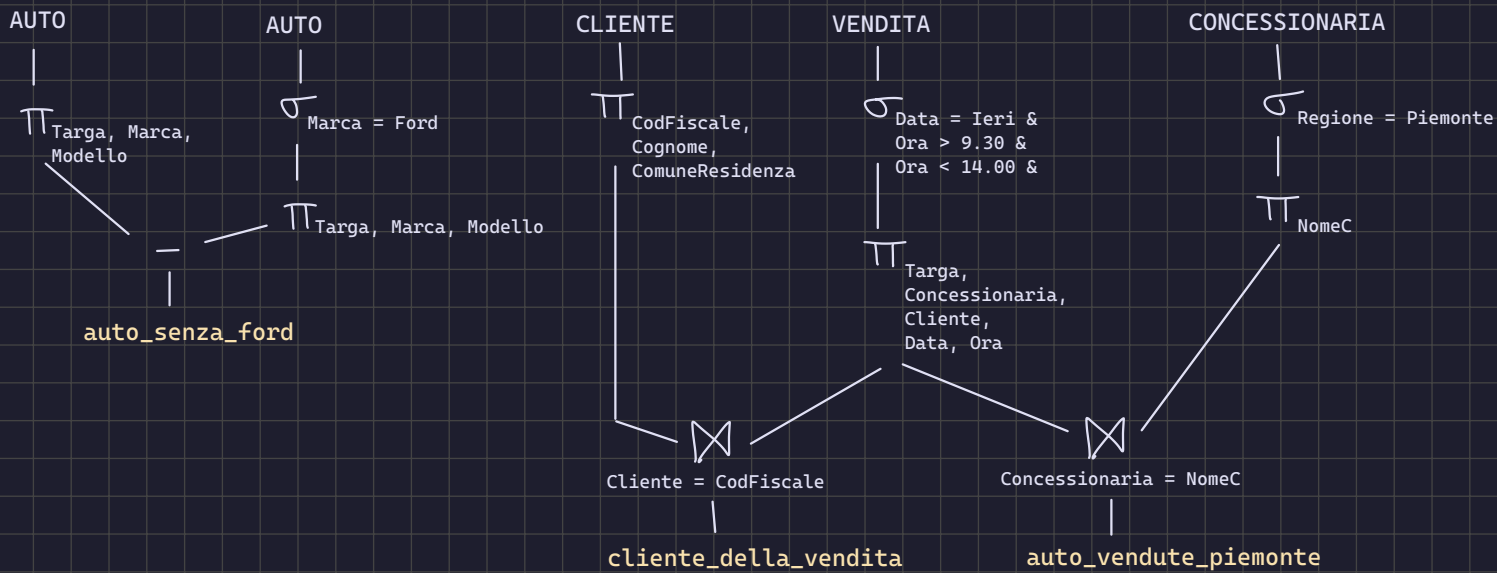 AUTO
AUTO
CLIENTE
VENDITA
CONCESSIONARIA
π
Targa, Marca,
Modello
σ
Marca = Ford
π
CodFiscale,
Cognome,
ComuneResidenza
σ
Data = Ieri &
Ora > 9.30 &
Ora < 14.00 &
σ
Regione = Piemonte
π
Targa, Marca, Modello
π
NomeC
−
π
Targa,
Concessionaria,
Cliente,
Data, Ora
auto_senza_ford
⋈
Cliente = CodFiscale
⋈
Concessionaria = NomeC
cliente_della_vendita
auto_vendute_piemonte